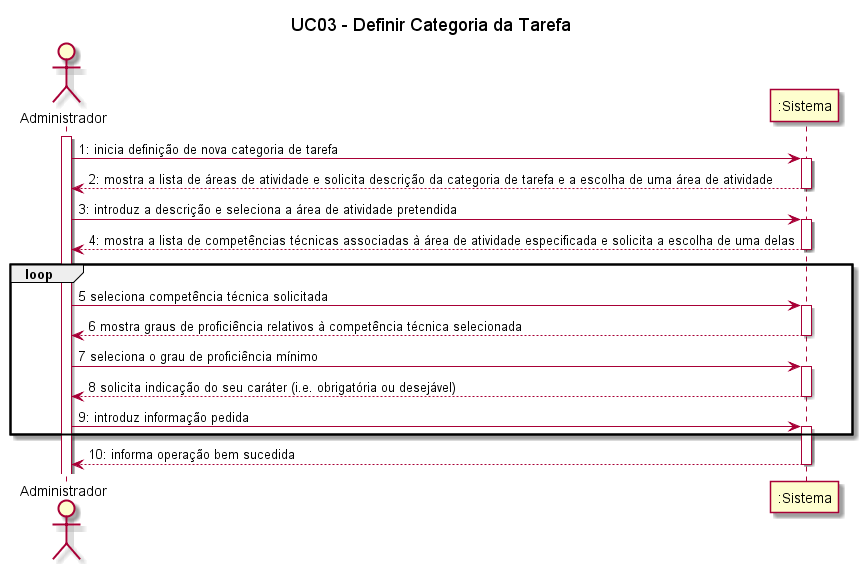 UC03 - Definir Categoria da Tarefa
Administrador
:Sistema
1: inicia definição de nova categoria de tarefa
2: mostra a lista de áreas de atividade e solicita descrição da categoria de tarefa e a escolha de uma área de atividade
3: introduz a descrição e seleciona a área de atividade pretendida
4: mostra a lista de competências técnicas associadas à área de atividade especificada e solicita a escolha de uma delas
loop
5 seleciona competência técnica solicitada
6 mostra graus de proficiência relativos à competência técnica selecionada
7 seleciona o grau de proficiência mínimo
8 solicita indicação do seu caráter (i.e. obrigatória ou desejável)
9: introduz informação pedida
10: informa operação bem sucedida
Administrador
:Sistema